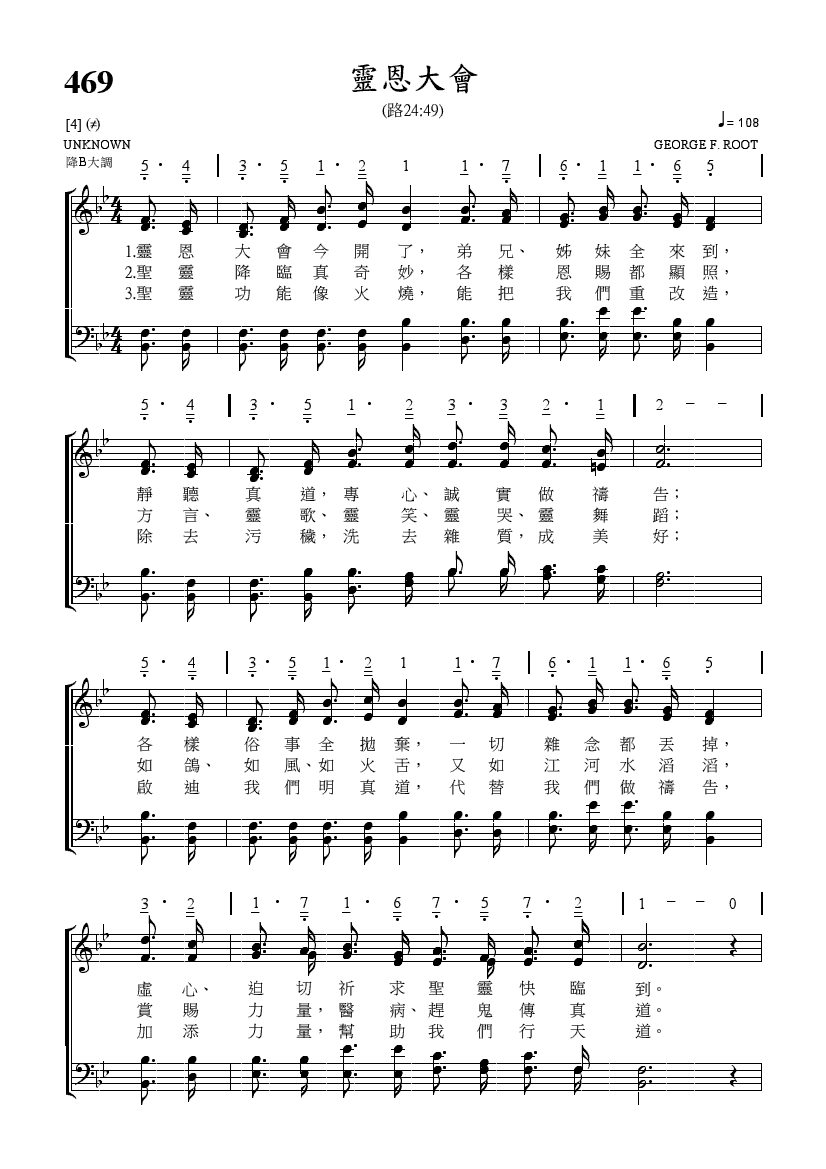 469
靈恩大會
(路24:49)
[4] (≠)
♩= 108
UNKNOWN
GEORGE F. ROOT
降B大調
5 · 4 · | 3 · 5 1 · 2 1 1 · 7 | 6 · 1 1 · 6 5 |
1.靈恩大會今開了，弟兄、姊妹全來到，
2.聖靈降臨真奇妙，各樣恩賜都顯照，
3.聖靈功能像火燒，能把我們重改造，
5 · 4 | 3 · 5 1 · 2 3 · 3 2 · 1 | 2 – – |
靜聽真道，專心、誠實做禱告；
方言、靈歌、靈笑、靈哭、靈舞蹈；
除去污穢，洗去雜質，成美好；
5 · 4 | 3 · 5 1 · 2 1 1 · 7 | 6 · 1 1 · 6 5 |
各樣俗事全拋棄，一切雜念都丟掉，
如鴿、如風、如火舌，又如江河水滔滔，
啟迪我們明真道，代替我們做禱告，
3 · 2 | 1 · 7 1 · 6 7 · 5 7 · 2 | 1 – – 0 |
虛心、迫切祈求聖靈快臨到。
賞賜力量，醫病、趕鬼傳真道。
加添力量，幫助我們行天道。